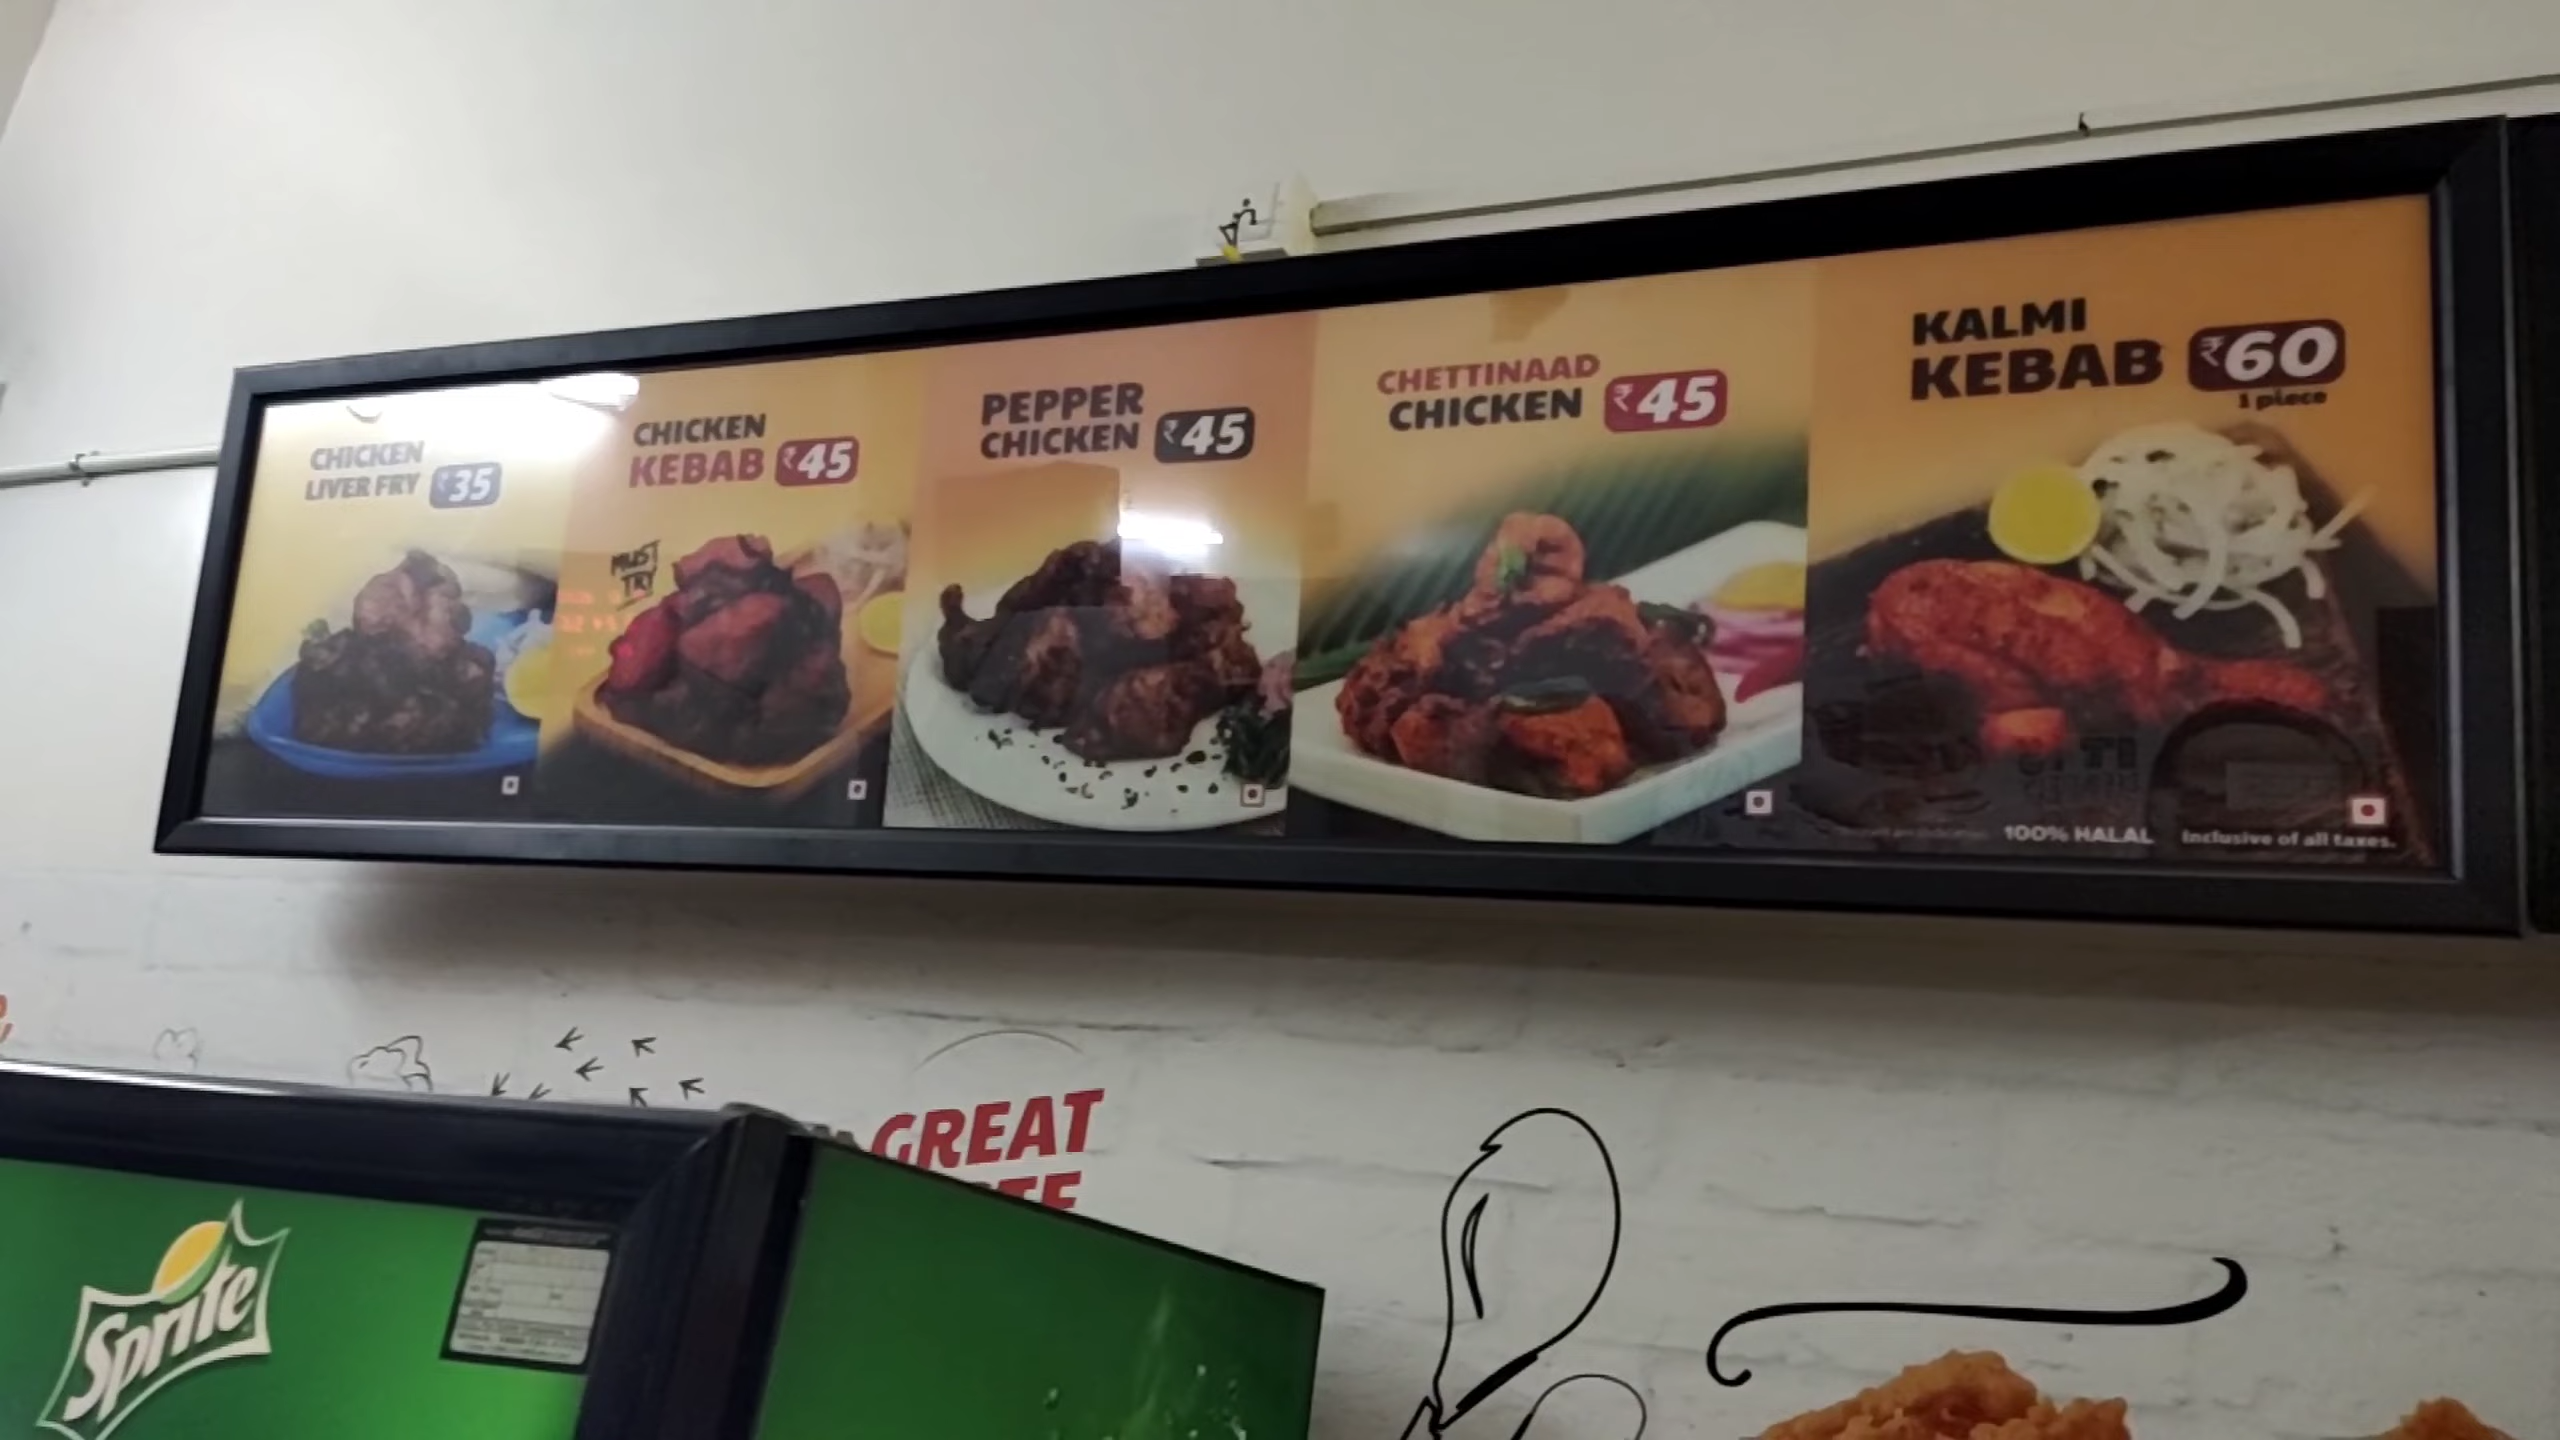 CHICKEN
LIVER FRY ₹35
CHICKEN
KEBAB ₹45
MUST
TRY
PEPPER
CHICKEN ₹45
CHETTINAAD
CHICKEN ₹45
KALMI
KEBAB ₹60
1 piece
100% HALAL
Inclusive of all taxes.
GREAT
Sprite